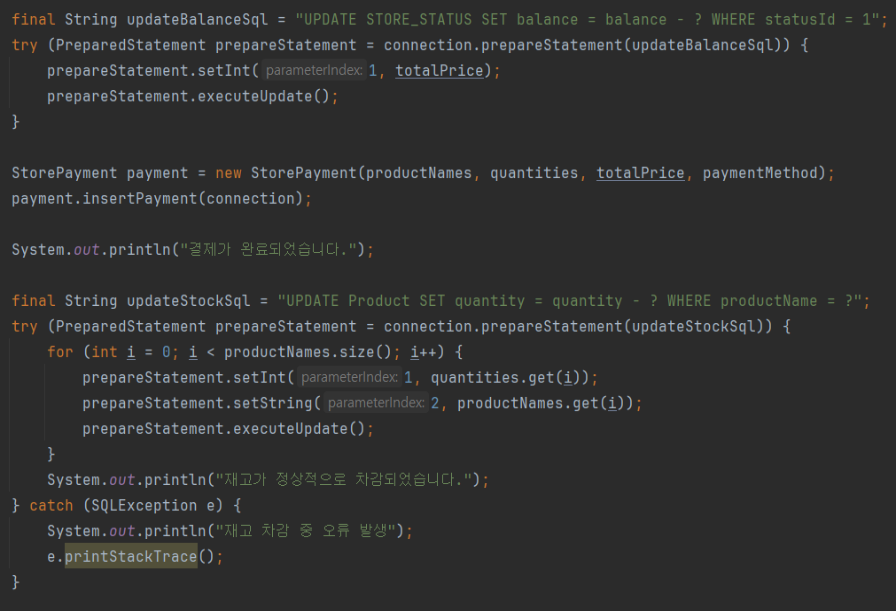 final String updateBalanceSql = "UPDATE STORE_STATUS SET balance = balance - ? WHERE statusId = 1";
try (PreparedStatement prepareStatement = connection.prepareStatement(updateBalanceSql)) {
    prepareStatement.setInt( parameterIndex: 1, totalPrice);
    prepareStatement.executeUpdate();
}

StorePayment payment = new StorePayment(productNames, quantities, totalPrice, paymentMethod);
payment.insertPayment(connection);

System.out.println("결제가 완료되었습니다.");

final String updateStockSql = "UPDATE Product SET quantity = quantity - ? WHERE productName = ?";
try (PreparedStatement prepareStatement = connection.prepareStatement(updateStockSql)) {
    for (int i = 0; i < productNames.size(); i++) {
        prepareStatement.setInt( parameterIndex: 1, quantities.get(i));
        prepareStatement.setString( parameterIndex: 2, productNames.get(i));
        prepareStatement.executeUpdate();
    }
    System.out.println("재고가 정상적으로 차감되었습니다.");
} catch (SQLException e) {
    System.out.println("재고 차감 중 오류 발생");
    e.printStackTrace();
}